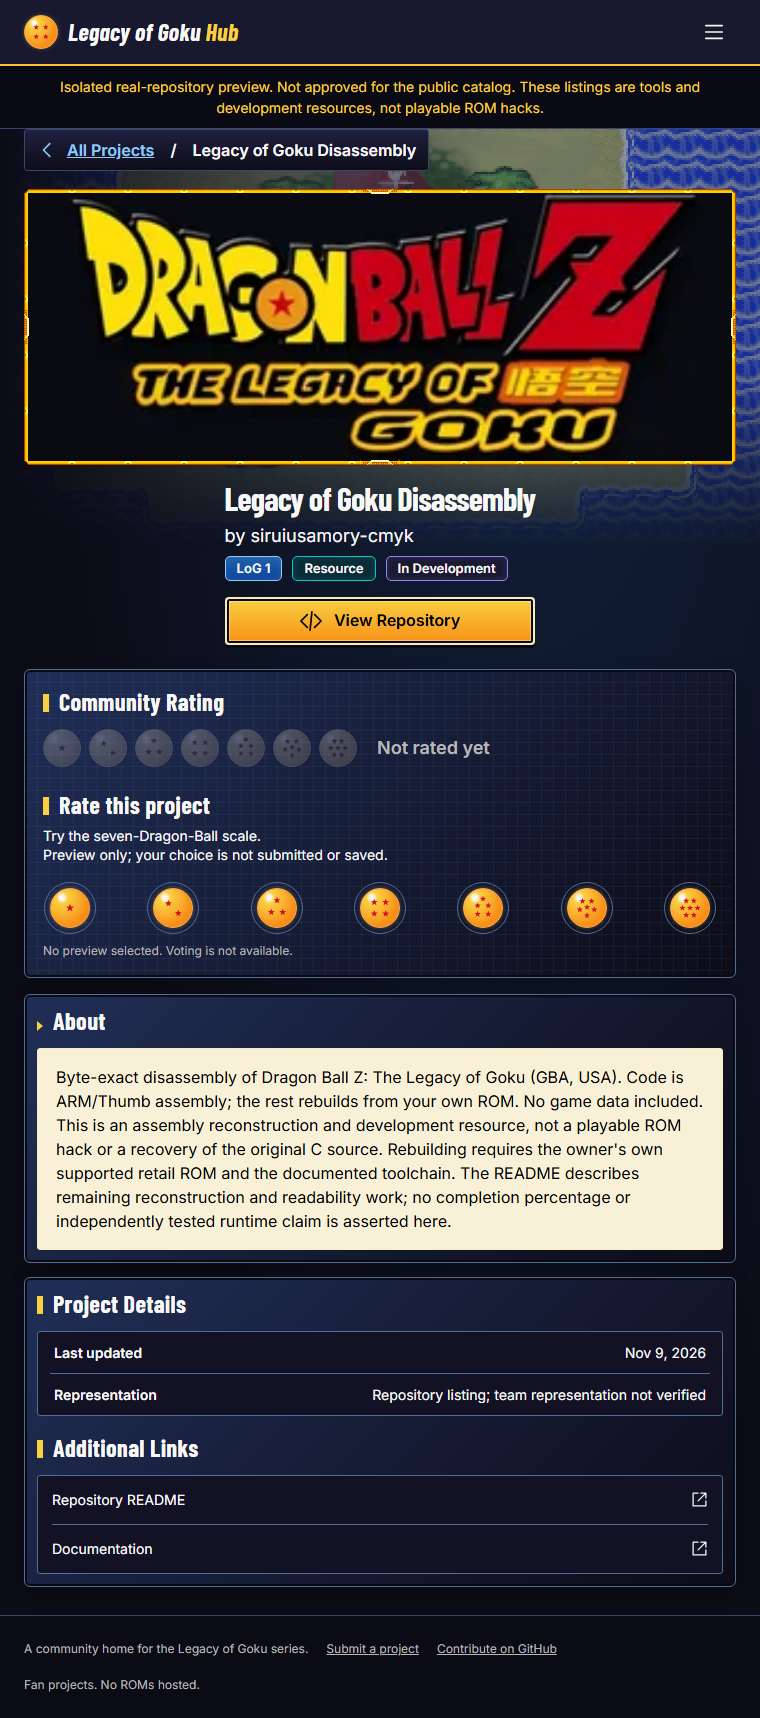 Legacy of Goku Hub
Isolated real-repository preview. Not approved for the public catalog. These listings are tools and
development resources, not playable ROM hacks.
All Projects / Legacy of Goku Disassembly
DRAGON BALL Z
THE LEGACY OF 悟空
GOKU
Legacy of Goku Disassembly
by siruiusamory-cmyk
LoG 1 Resource In Development
View Repository
Community Rating
Not rated yet
Rate this project
Try the seven-Dragon-Ball scale.
Preview only; your choice is not submitted or saved.
No preview selected. Voting is not available.
About
Byte-exact disassembly of Dragon Ball Z: The Legacy of Goku (GBA, USA). Code is
ARM/Thumb assembly; the rest rebuilds from your own ROM. No game data included.
This is an assembly reconstruction and development resource, not a playable ROM
hack or a recovery of the original C source. Rebuilding requires the owner's own
supported retail ROM and the documented toolchain. The README describes
remaining reconstruction and readability work; no completion percentage or
independently tested runtime claim is asserted here.
Project Details
Last updated Nov 9, 2026
Representation Repository listing; team representation not verified
Additional Links
Repository README
Documentation
A community home for the Legacy of Goku series. Submit a project Contribute on GitHub
Fan projects. No ROMs hosted.